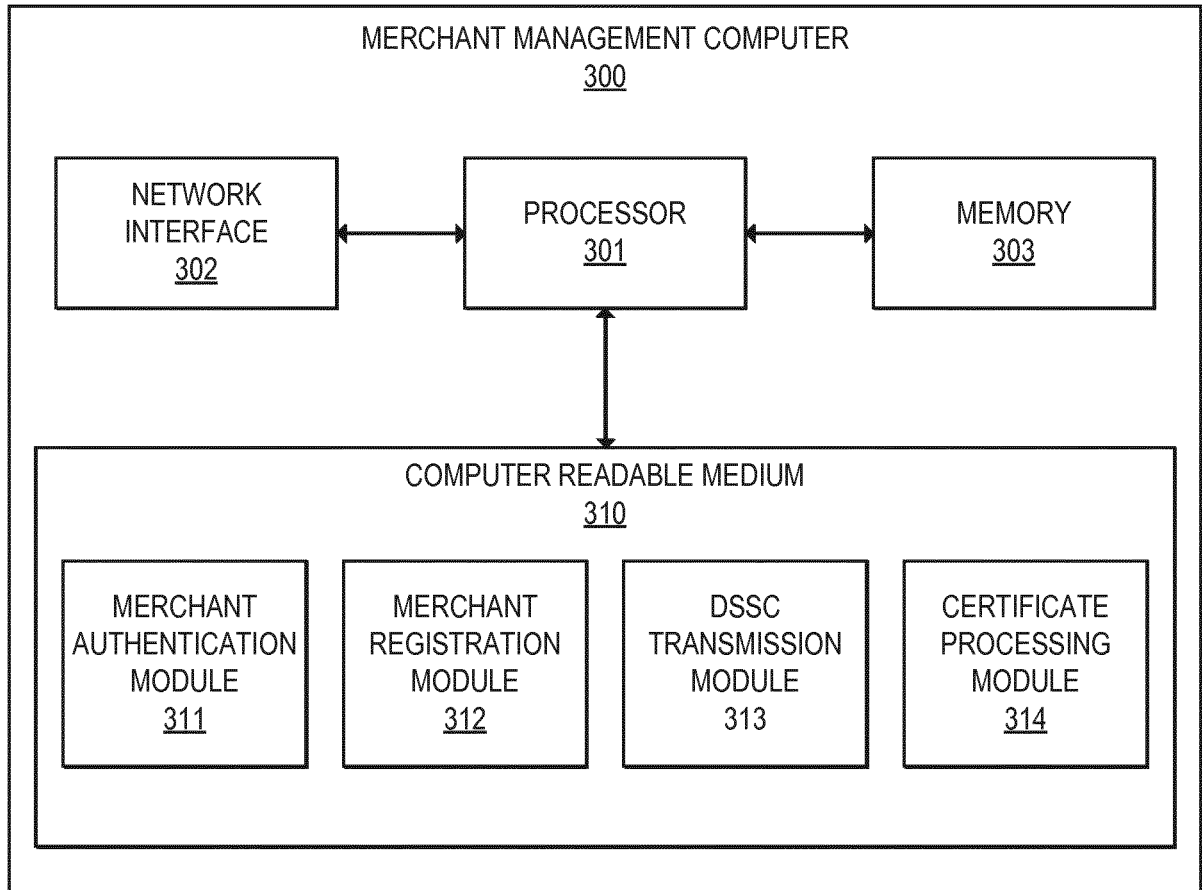 MERCHANT MANAGEMENT COMPUTER
300
NETWORK
INTERFACE
302
PROCESSOR
301
MEMORY
303
COMPUTER READABLE MEDIUM
310
MERCHANT
AUTHENTICATION
MODULE
311
MERCHANT
REGISTRATION
MODULE
312
DSSC
TRANSMISSION
MODULE
313
CERTIFICATE
PROCESSING
MODULE
314